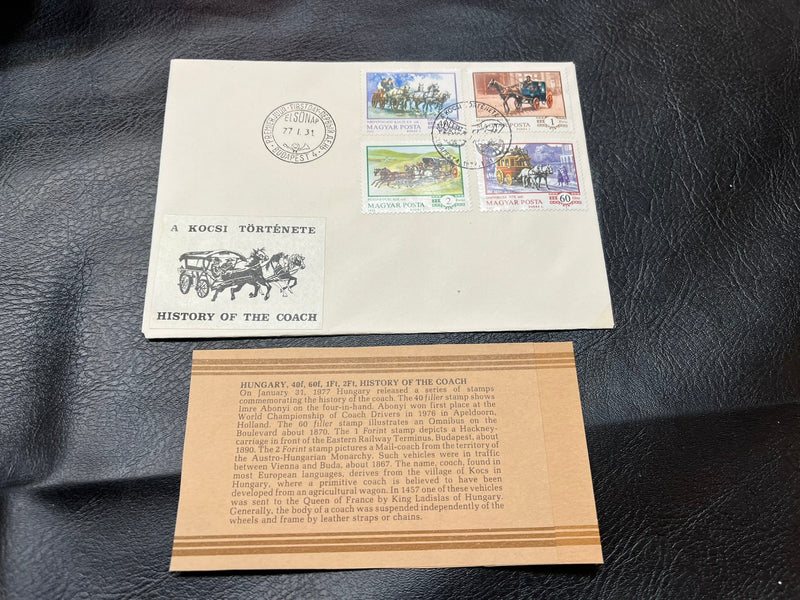 PREMIER JOUR · FIRST DAY
ELSŐ NAP
77 I. 31
BUDAPEST 4.
MAGYAR POSTA
1
MAGYAR POSTA
2
MAGYAR POSTA
60
MAGYAR POSTA
A KOCSI TÖRTÉNETE
HISTORY OF THE COACH
HUNGARY, 40f, 60f, 1Ft, 2Ft, HISTORY OF THE COACH
On January 31, 1977 Hungary released a series of stamps
commemorating the history of the coach. The 40 filler stamp shows
Imre Abonyi on the four-in-hand. Abonyi won first place at the
World Championship of Coach Drivers in 1976 in Apeldoorn,
Holland. The 60 filler stamp illustrates an Omnibus on the
Boulevard about 1870. The 1 Forint stamp depicts a Hackney-
carriage in front of the Eastern Railway Terminus, Budapest, about
1890. The 2 Forint stamp pictures a Mail-coach from the territory of
the Austro-Hungarian Monarchy. Such vehicles were in traffic
between Vienna and Buda, about 1867. The name, coach, found in
most European languages, derives from the village of Kocs in
Hungary, where a primitive coach is believed to have been
developed from an agricultural wagon. In 1457 one of these vehicles
was sent to the Queen of France by King Ladislas of Hungary.
Generally, the body of a coach was suspended independently of the
wheels and frame by leather straps or chains.